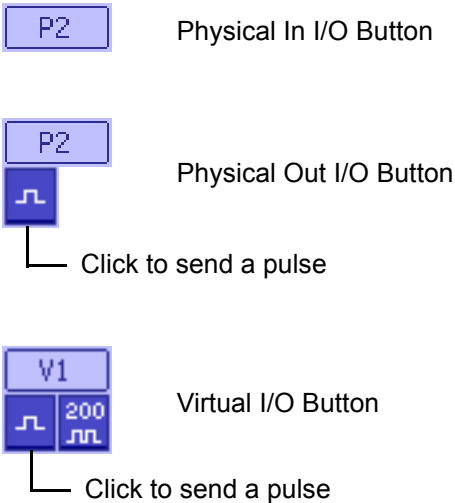 P2 Physical In I/O Button
P2
Physical Out I/O Button
Click to send a pulse
V1
200
Virtual I/O Button
Click to send a pulse